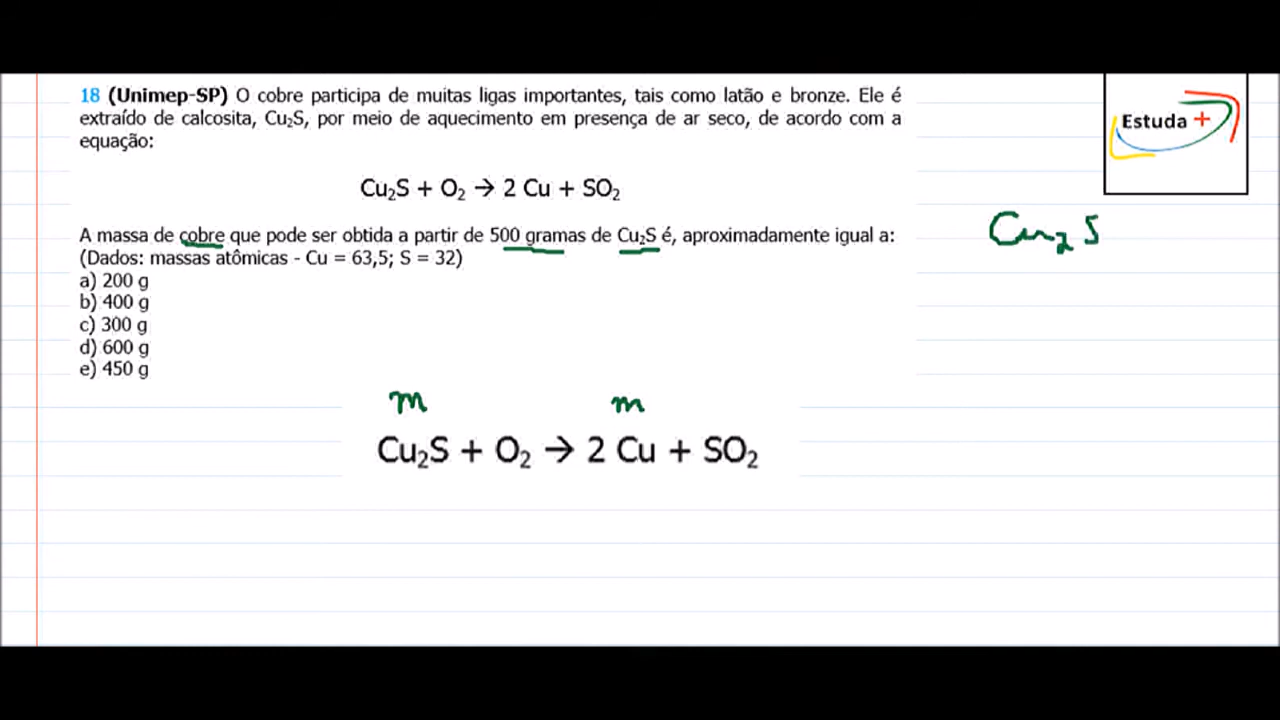 18 (Unimep-SP) O cobre participa de muitas ligas importantes, tais como latão e bronze. Ele é
extraído de calcosita, Cu₂S, por meio de aquecimento em presença de ar seco, de acordo com a
equação:
Cu₂S + O₂ → 2 Cu + SO₂
A massa de cobre que pode ser obtida a partir de 500 gramas de Cu₂S é, aproximadamente igual a:
(Dados: massas atômicas - Cu = 63,5; S = 32)
a) 200 g
b) 400 g
c) 300 g
d) 600 g
e) 450 g
Estuda +
Cu₂S
m m
Cu₂S + O₂ → 2 Cu + SO₂